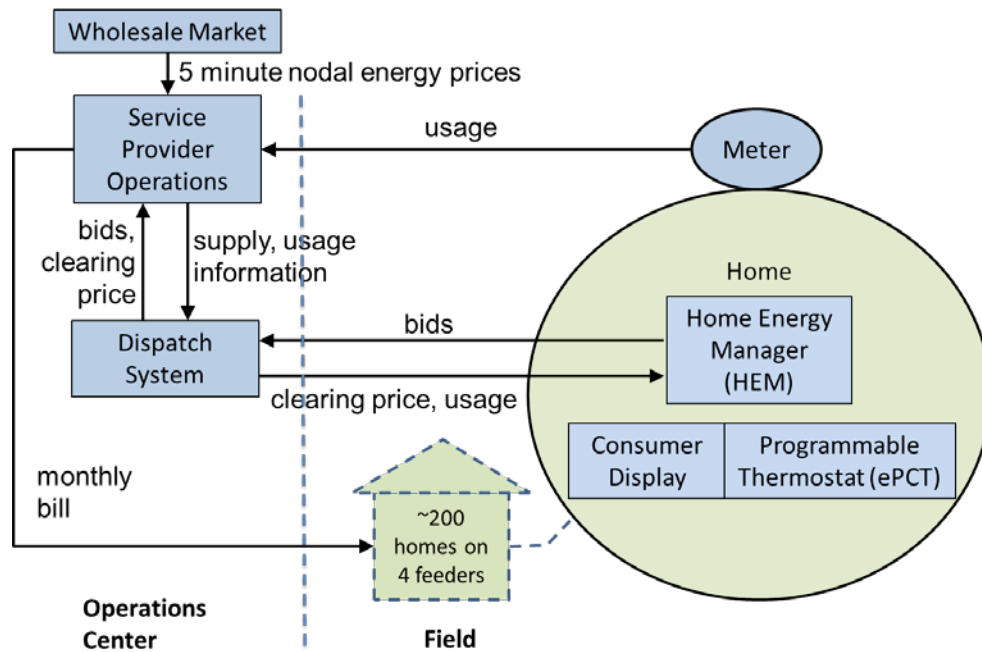 Wholesale Market
5 minute nodal energy prices
Service
Provider
Operations
usage
Meter
bids,
clearing
price
supply, usage
information
Home
Dispatch
System
bids
clearing price, usage
Home Energy
Manager
(HEM)
Consumer
Display
Programmable
Thermostat (ePCT)
monthly
bill
~200
homes on
4 feeders
Operations
Center
Field